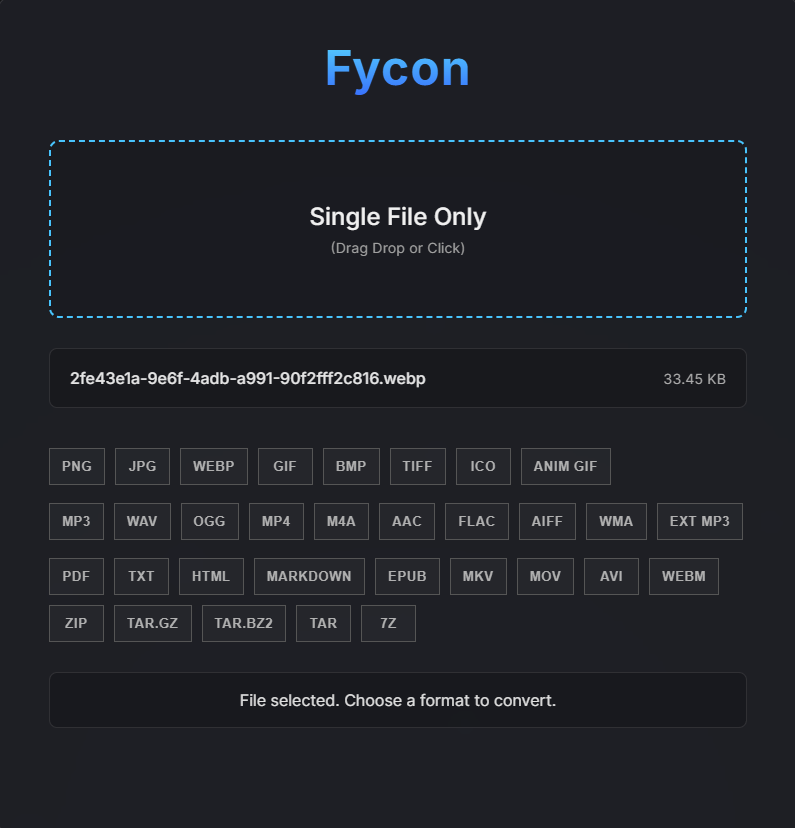 Fycon
Single File Only
(Drag Drop or Click)
2fe43e1a-9e6f-4adb-a991-90f2fff2c816.webp 33.45 KB
PNG JPG WEBP GIF BMP TIFF ICO ANIM GIF
MP3 WAV OGG MP4 M4A AAC FLAC AIFF WMA EXT MP3
PDF TXT HTML MARKDOWN EPUB MKV MOV AVI WEBM
ZIP TAR.GZ TAR.BZ2 TAR 7Z
File selected. Choose a format to convert.